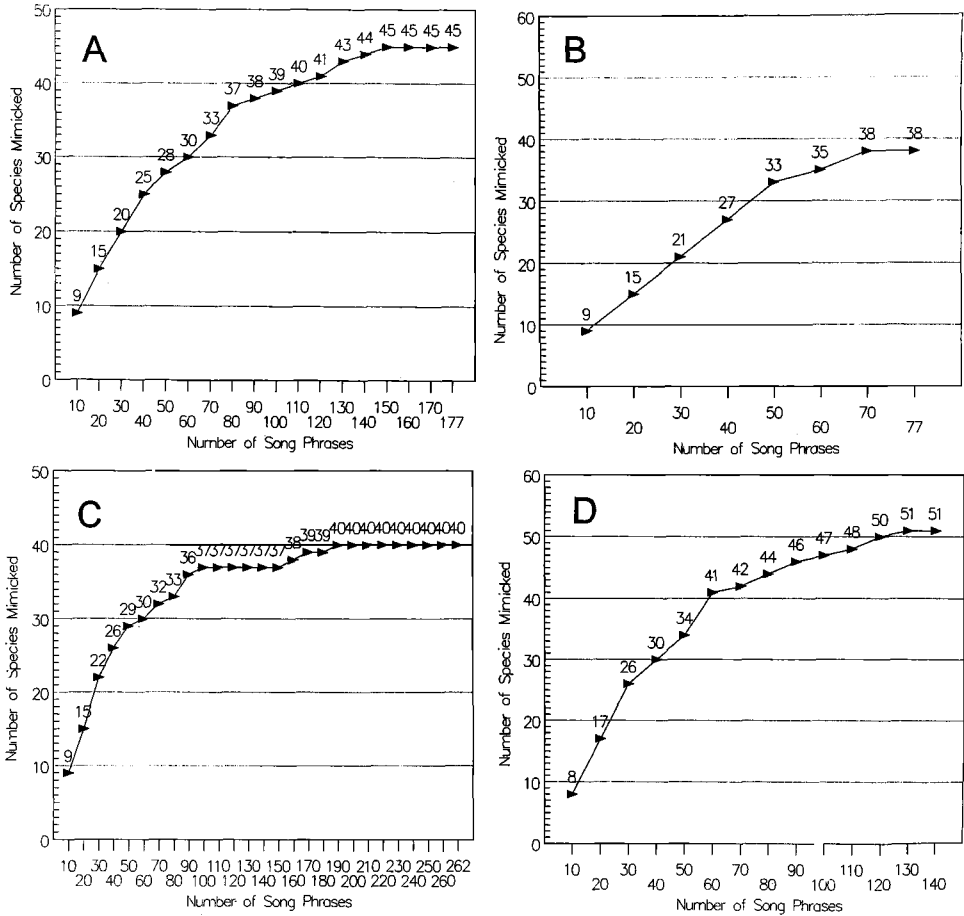 A
Number of Species Mimicked
50
40
30
20
10
0
9 15 20 25 28 30 33 37 38 39 40 41 43 44 45 45 45 45
10 30 50 70 90 110 130 150 170
20 40 60 80 100 120 140 160 177
Number of Song Phrases
B
Number of Species Mimicked
60
50
40
30
20
10
0
9 15 21 27 33 35 38 38
10 30 50 70
20 40 60 77
Number of Song Phrases
C
Number of Species Mimicked
50
40
30
20
10
0
9 15 22 26 29 30 32 33 36 37 37 37 37 37 37 38 39 39 40 40 40 40 40 40 40 40 40
10 30 50 70 90 110 130 150 170 190 210 230 250 262
20 40 60 80 100 120 140 160 180 200 220 240 260
Number of Song Phrases
D
Number of Species Mimicked
60
50
40
30
20
10
0
8 17 26 30 34 41 42 44 46 47 48 50 51 51
10 30 50 70 90 110 130
20 40 60 80 100 120 140
Number of Song Phrases